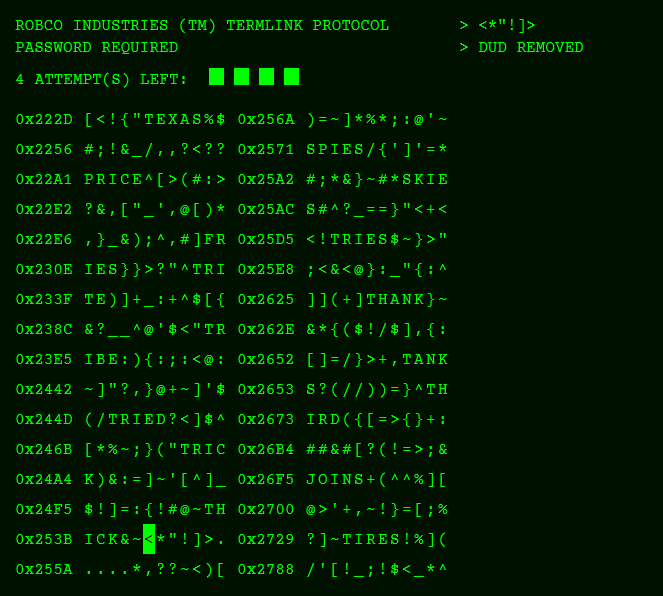 ROBCO INDUSTRIES (TM) TERMLINK PROTOCOL
PASSWORD REQUIRED
4 ATTEMPT(S) LEFT:
> <*"!]>
> DUD REMOVED
0x222D [<!{"TEXAS%$ 0x256A )=~]*%*;:@'~
0x2256 #;!&_/,,?<?? 0x2571 SPIES/{']'=*
0x22A1 PRICE^[>(#:> 0x25A2 #;*&}~#*SKIE
0x22E2 ?&,["_',@[)* 0x25AC S#^?_==}"<+<
0x22E6 ,}_&);^,#]FR 0x25D5 <!TRIES$~}>"
0x230E IES}}>?"^TRI 0x25E8 ;<&<@}:_"{:^
0x233F TE)]+_:+^$[{ 0x2625 ]](+]THANK}~
0x238C &?__^@'$<"TR 0x262E &*{($!/$],{:
0x23E5 IBE:){:;:<@: 0x2652 []=/}>+,TANK
0x2442 ~]"?,}@+~]'$ 0x2653 S?(//))=}^TH
0x244D (/TRIED?<]$^ 0x2673 IRD({[=>{}+:
0x246B [*%~;}("TRIC 0x26B4 ##&#[?(!=>;&
0x24A4 K)&:=]~'[^]_ 0x26F5 JOINS+(^^%][
0x24F5 $!]=:{!#@~TH 0x2700 @>'+,~!}=[;%
0x253B ICK&~<*"!]>. 0x2729 ?]~TIRES!%](
0x255A ....*,??~<)[ 0x2788 /'[!_;!$<_*^